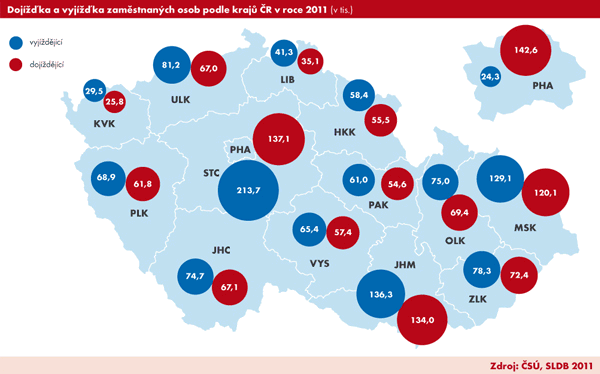 Dojížďka a vyjížďka zaměstnaných osob podle krajů ČR v roce 2011 (v tis.)
vyjíždějící
dojíždějící
81,2
67,0
ULK
41,3
35,1
LIB
142,6
24,3
PHA
29,5
25,8
KVK
58,4
55,5
HKK
PHA
137,1
STC
213,7
68,9
61,8
PLK
61,0
54,6
PAK
75,0
69,4
OLK
129,1
120,1
MSK
65,4
57,4
VYS
JHC
74,7
67,1
JHM
136,3
134,0
78,3
72,4
ZLK
Zdroj: ČSÚ, SLDB 2011